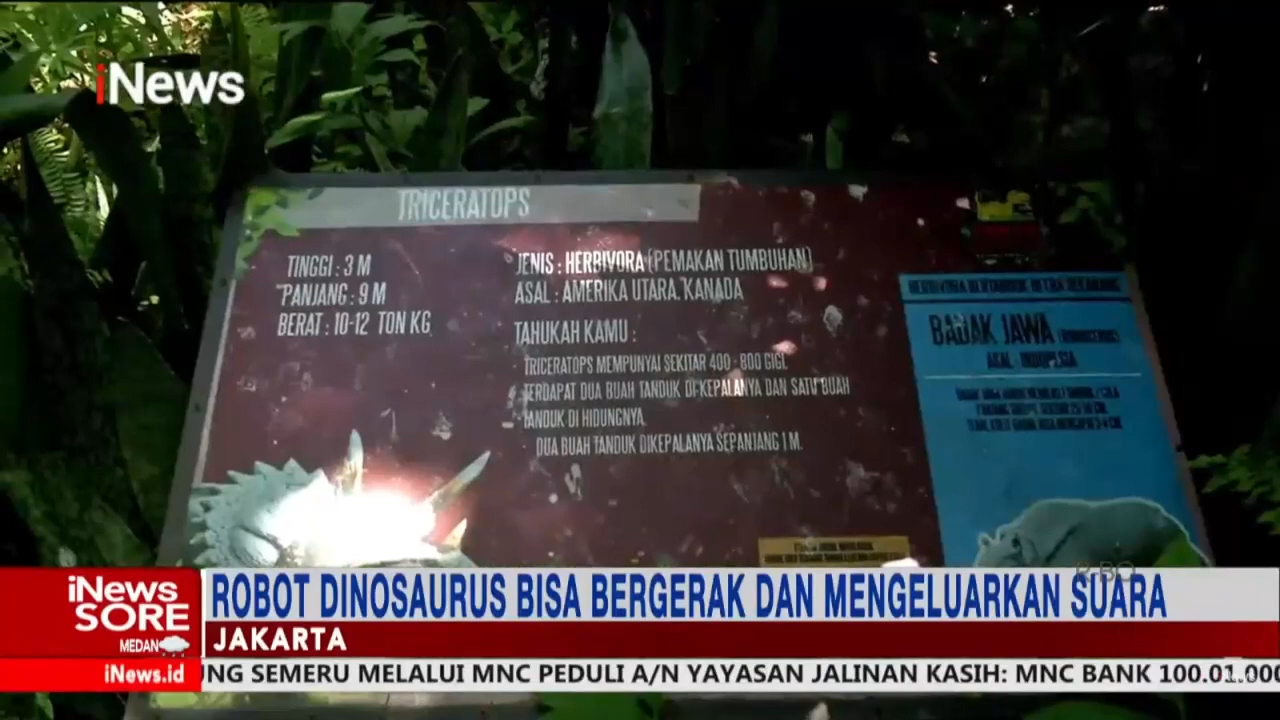 iNews
TRICERATOPS
TINGGI : 3 M
PANJANG : 9 M
BERAT : 10-12 TON KG
JENIS : HERBIVORA (PEMAKAN TUMBUHAN)
ASAL : AMERIKA UTARA. KANADA
TAHUKAH KAMU :
TRICERATOPS MEMPUNYAI SEKITAR 400 - 800 GIGI.
TERDAPAT DUA BUAH TANDUK DI KEPALANYA DAN SATU BUAH
TANDUK DI HIDUNGNYA.
DUA BUAH TANDUK DIKEPALANYA SEPANJANG 1 M.
BADAK JAWA
ASAL : INDONESIA
iNews
SORE
MEDAN
iNews.id
ROBOT DINOSAURUS BISA BERGERAK DAN MENGELUARKAN SUARA
JAKARTA
UNG SEMERU MELALUI MNC PEDULI A/N YAYASAN JALINAN KASIH: MNC BANK 100.01.000